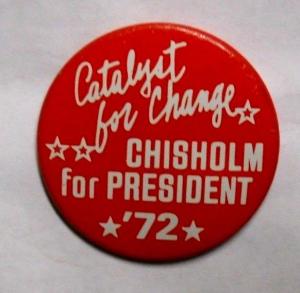 Catalyst
for Change
CHISHOLM
for PRESIDENT
'72